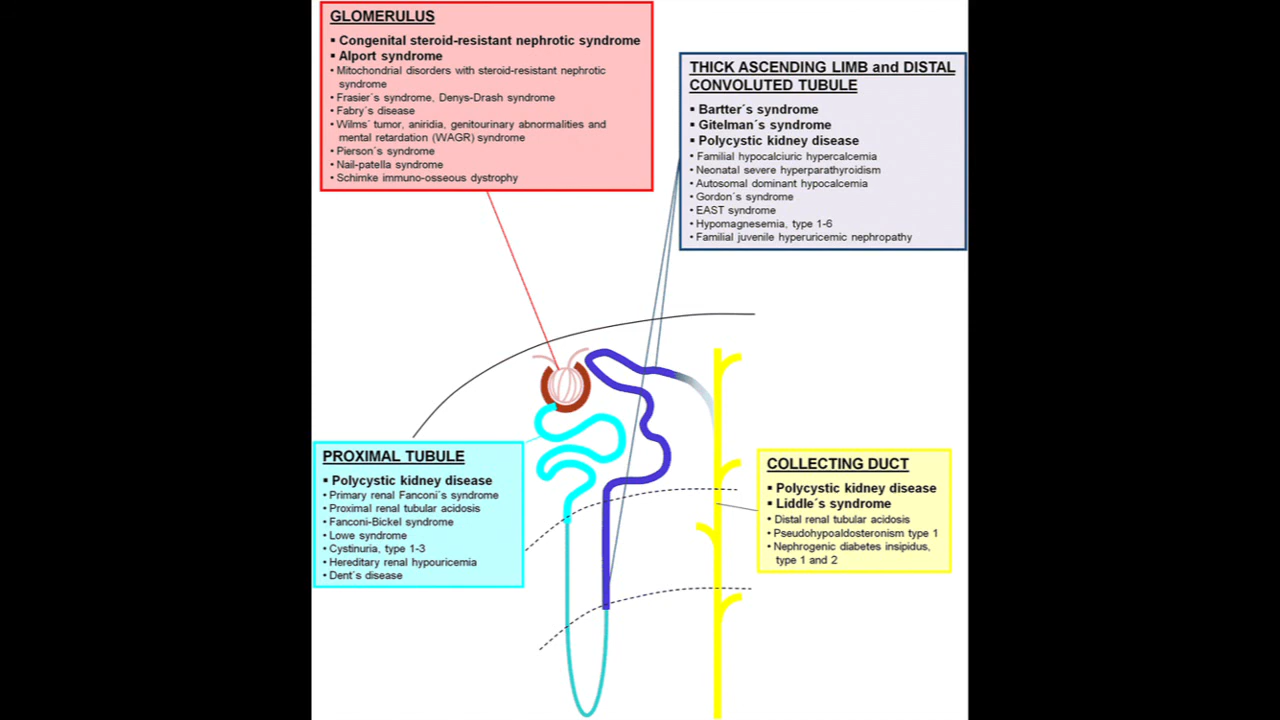 GLOMERULUS
▪ Congenital steroid-resistant nephrotic syndrome
▪ Alport syndrome
• Mitochondrial disorders with steroid-resistant nephrotic
syndrome
• Frasier´s syndrome, Denys-Drash syndrome
• Fabry´s disease
• Wilms´ tumor, aniridia, genitourinary abnormalities and
mental retardation (WAGR) syndrome
• Pierson´s syndrome
• Nail-patella syndrome
• Schimke immuno-osseous dystrophy
THICK ASCENDING LIMB and DISTAL
CONVOLUTED TUBULE
▪ Bartter´s syndrome
▪ Gitelman´s syndrome
▪ Polycystic kidney disease
• Familial hypocalciuric hypercalcemia
• Neonatal severe hyperparathyroidism
• Autosomal dominant hypocalcemia
• Gordon´s syndrome
• EAST syndrome
• Hypomagnesemia, type 1-6
• Familial juvenile hyperuricemic nephropathy
PROXIMAL TUBULE
▪ Polycystic kidney disease
• Primary renal Fanconi´s syndrome
• Proximal renal tubular acidosis
• Fanconi-Bickel syndrome
• Lowe syndrome
• Cystinuria, type 1-3
• Hereditary renal hypouricemia
• Dent´s disease
COLLECTING DUCT
▪ Polycystic kidney disease
▪ Liddle´s syndrome
• Distal renal tubular acidosis
• Pseudohypoaldosteronism type 1
• Nephrogenic diabetes insipidus,
type 1 and 2